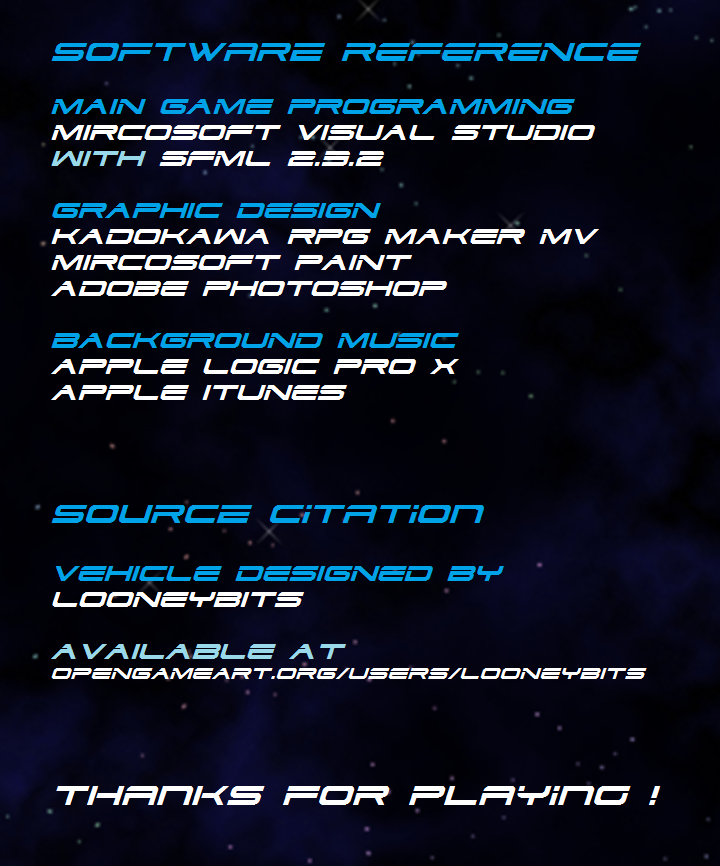 SOFTWARE REFERENCE
MAIN GAME PROGRAMMING
MIRCOSOFT VISUAL STUDIO
WITH SFML 2.3.2
GRAPHIC DESIGN
KADOKAWA RPG MAKER MV
MIRCOSOFT PAINT
ADOBE PHOTOSHOP
BACKGROUND MUSIC
APPLE LOGIC PRO X
APPLE ITUNES
SOURCE CiTATiON
VEHICLE DESIGNED BY
LOONEYBITS
AVAILABLE AT
OPENGAMEART.ORG/USERS/LOONEYBITS
THANKS FOR PLAYiNG !